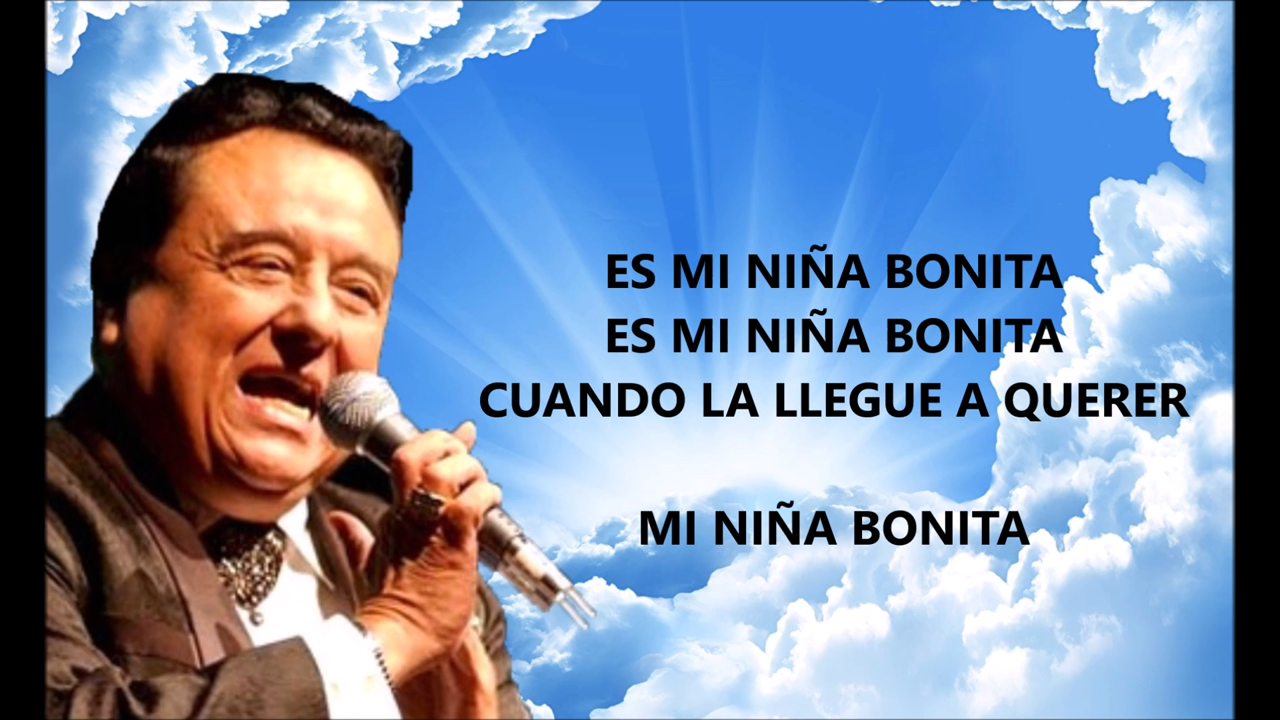 ES MI NIÑA BONITA
ES MI NIÑA BONITA
CUANDO LA LLEGUE A QUERER
MI NIÑA BONITA